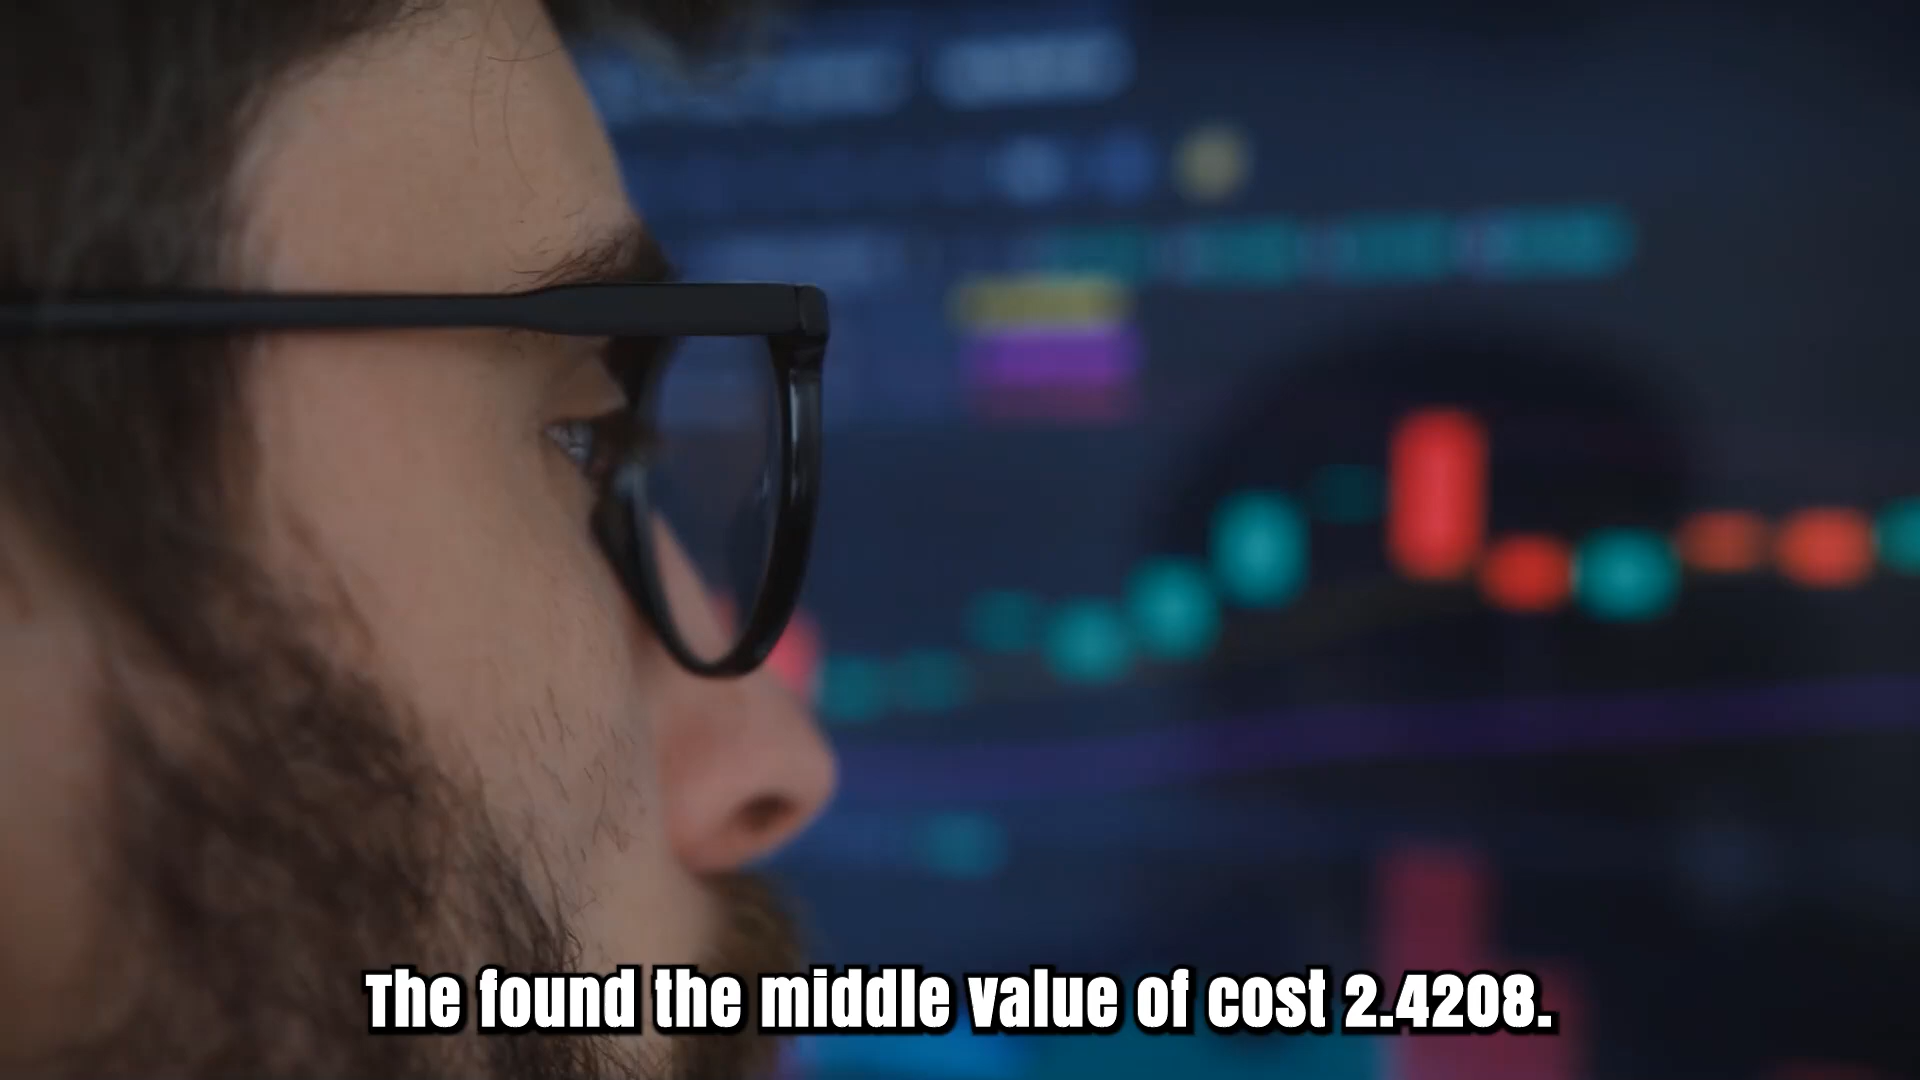 The found the middle value of cost 2.4208.